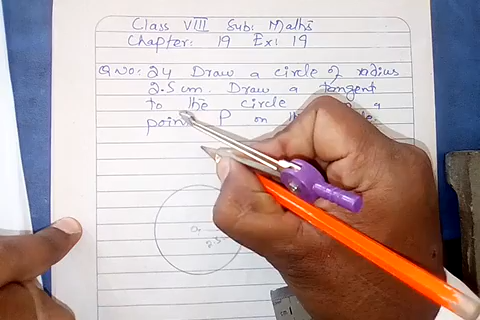 Class VIII Sub: Maths
Chapter: 19 Ex: 19
Q No: 24 Draw a circle of radius
2.5 cm. Draw a tangent
to the circle a
P on
2.5